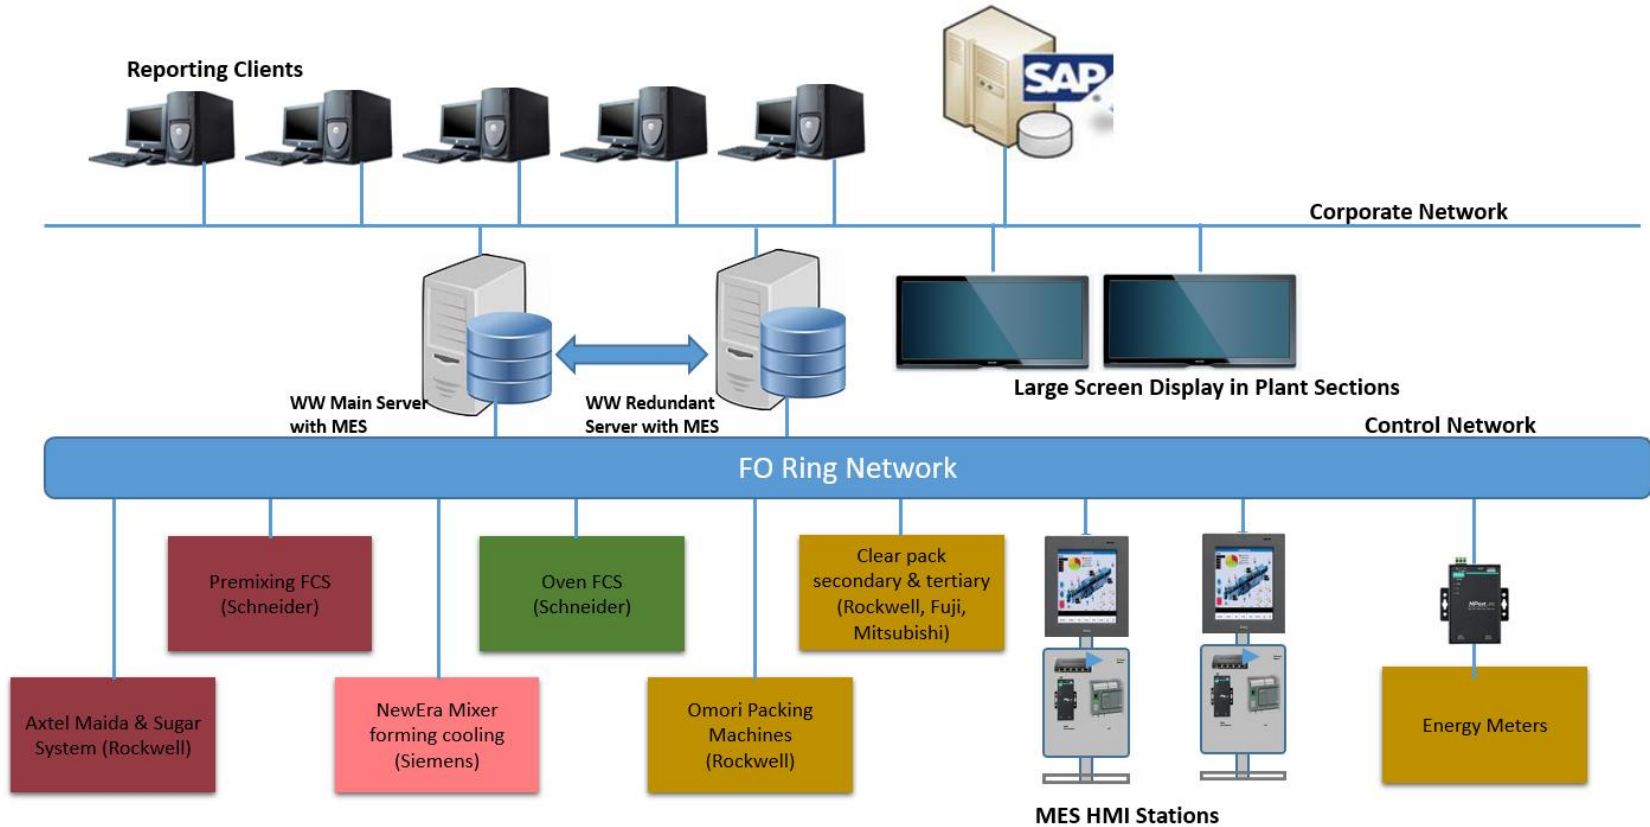 Reporting Clients
SAP
Corporate Network
Large Screen Display in Plant Sections
WW Main Server
with MES
WW Redundant
Server with MES
Control Network
FO Ring Network
Premixing FCS
(Schneider)
Oven FCS
(Schneider)
Clear pack
secondary & tertiary
(Rockwell, Fuji,
Mitsubishi)
NPort
Axtel Maida & Sugar
System (Rockwell)
NewEra Mixer
forming cooling
(Siemens)
Omori Packing
Machines
(Rockwell)
Energy Meters
MES HMI Stations